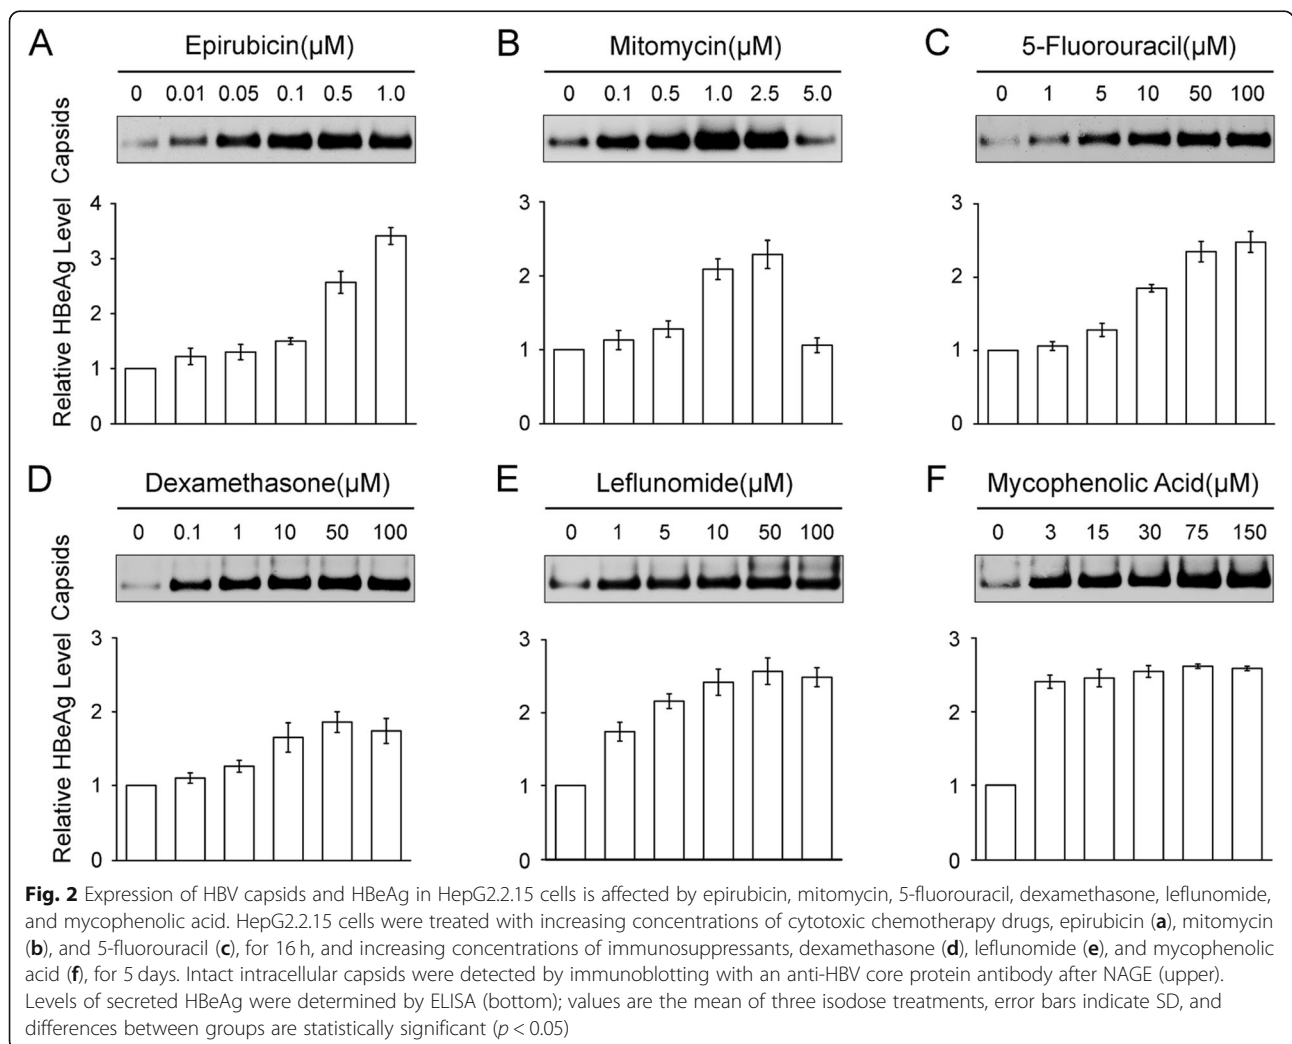 A
Epirubicin(µM)
0 0.01 0.05 0.1 0.5 1.0
Capsids
Relative HBeAg Level
4
3
2
1
0
B
Mitomycin(µM)
0 0.1 0.5 1.0 2.5 5.0
3
2
1
0
C
5-Fluorouracil(µM)
0 1 5 10 50 100
3
2
1
0
D
Dexamethasone(µM)
0 0.1 1 10 50 100
Capsids
Relative HBeAg Level
3
2
1
0
E
Leflunomide(µM)
0 1 5 10 50 100
3
2
1
0
F
Mycophenolic Acid(µM)
0 3 15 30 75 150
3
2
1
0
Fig. 2 Expression of HBV capsids and HBeAg in HepG2.2.15 cells is affected by epirubicin, mitomycin, 5-fluorouracil, dexamethasone, leflunomide,
and mycophenolic acid. HepG2.2.15 cells were treated with increasing concentrations of cytotoxic chemotherapy drugs, epirubicin (a), mitomycin
(b), and 5-fluorouracil (c), for 16 h, and increasing concentrations of immunosuppressants, dexamethasone (d), leflunomide (e), and mycophenolic
acid (f), for 5 days. Intact intracellular capsids were detected by immunoblotting with an anti-HBV core protein antibody after NAGE (upper).
Levels of secreted HBeAg were determined by ELISA (bottom); values are the mean of three isodose treatments, error bars indicate SD, and
differences between groups are statistically significant (p < 0.05)